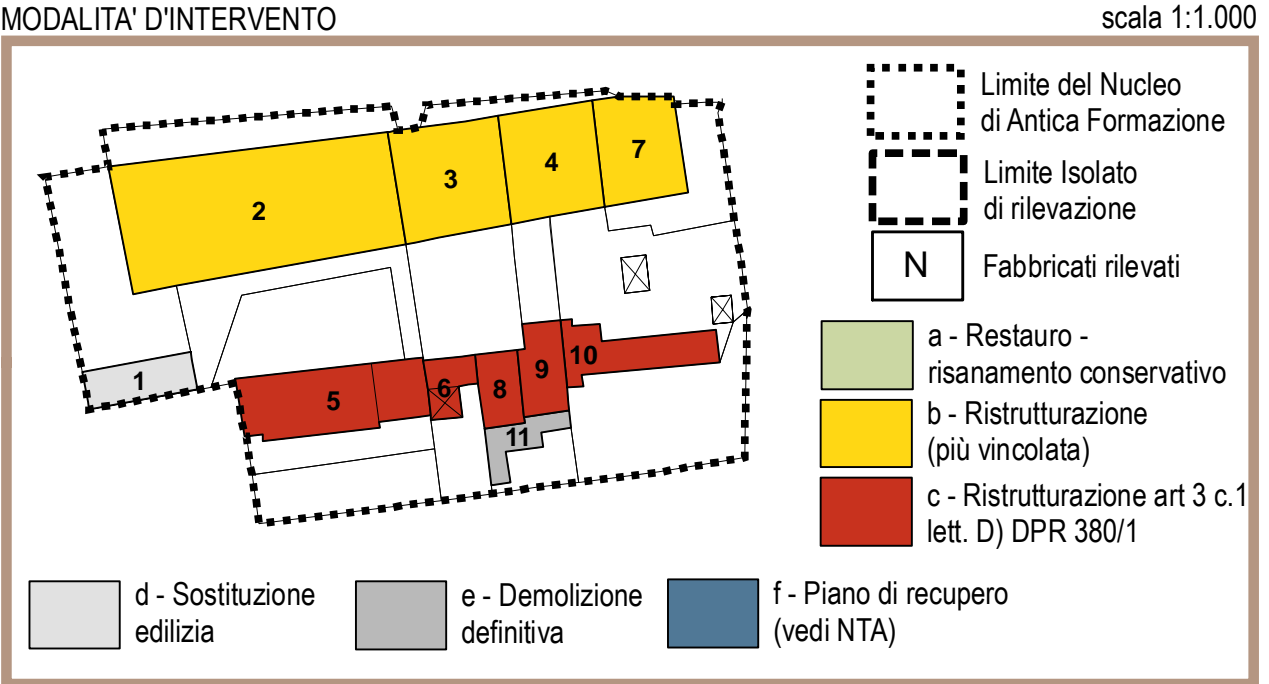 MODALITA' D'INTERVENTO
scala 1:1.000
2
3
4
7
1
5
6
8
9
10
11
Limite del Nucleo
di Antica Formazione
Limite Isolato
di rilevazione
N
Fabbricati rilevati
a - Restauro -
risanamento conservativo
b - Ristrutturazione
(più vincolata)
c - Ristrutturazione art 3 c.1
lett. D) DPR 380/1
d - Sostituzione
edilizia
e - Demolizione
definitiva
f - Piano di recupero
(vedi NTA)